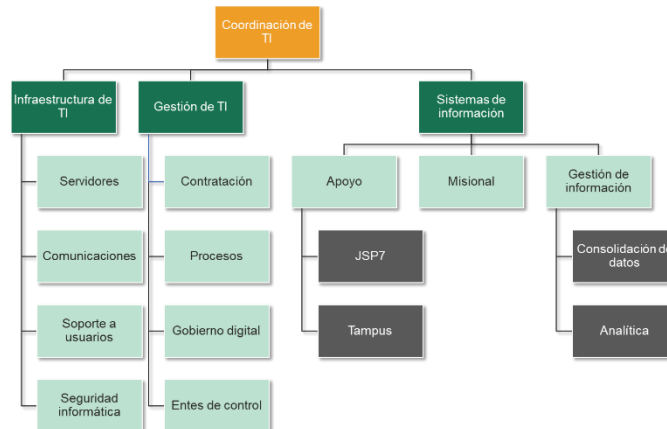 Coordinación de
TI
Infraestructura de
TI
Gestión de TI
Sistemas de
información
Servidores
Contratación
Apoyo
Misional
Gestión de
información
Comunicaciones
Procesos
JSP7
Consolidación de
datos
Soporte a
usuarios
Gobierno digital
Tampus
Analítica
Seguridad
informática
Entes de control